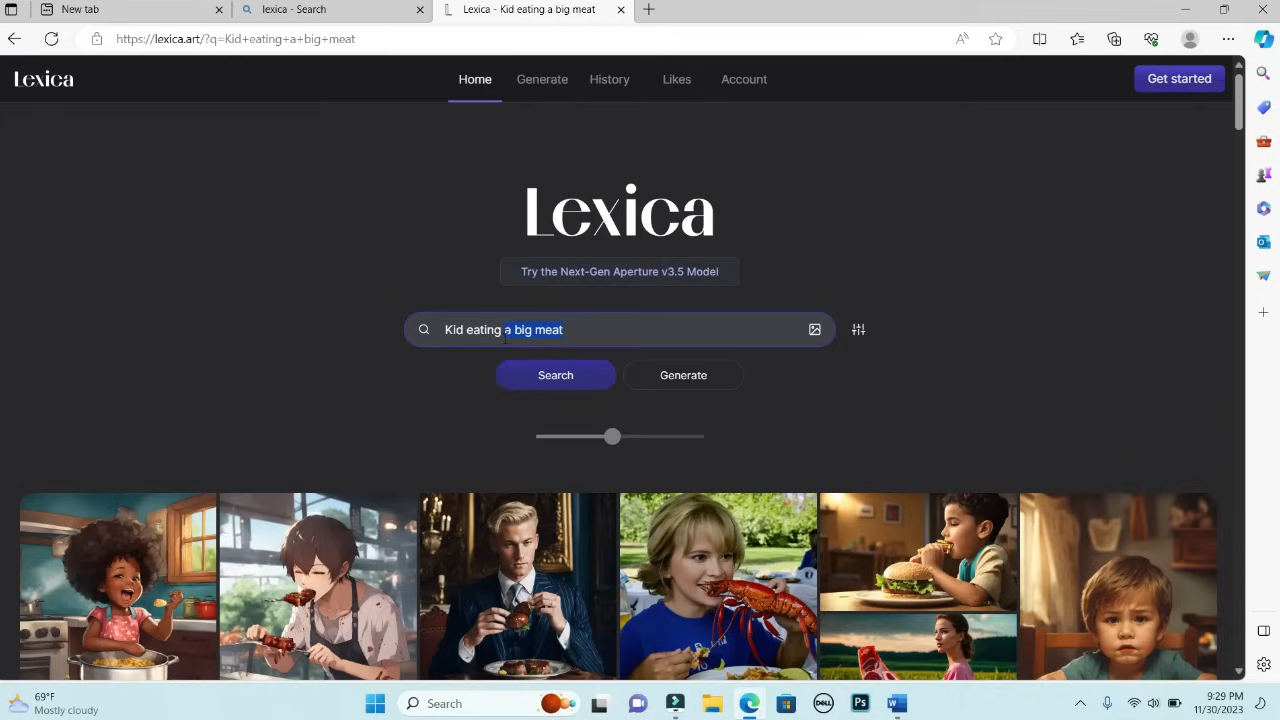 New tab
lexica - Search
Lexica - Kid eating a big meat
https://lexica.art/?q=Kid+eating+a+big+meat
Lexica
Home
Generate
History
Likes
Account
Get started
Lexica
Try the Next-Gen Aperture v3.5 Model
Kid eating a big meat
Search
Generate
69°F
Mostly cloudy
Search
DELL
Ps
W
9:29 PM
11/30/2023